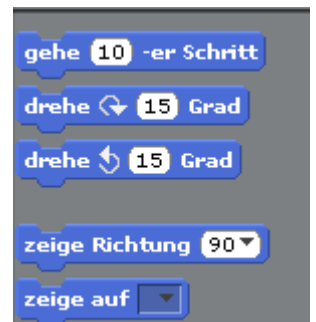 gehe 10 -er Schritt
drehe 15 Grad
drehe 15 Grad
zeige Richtung 90
zeige auf